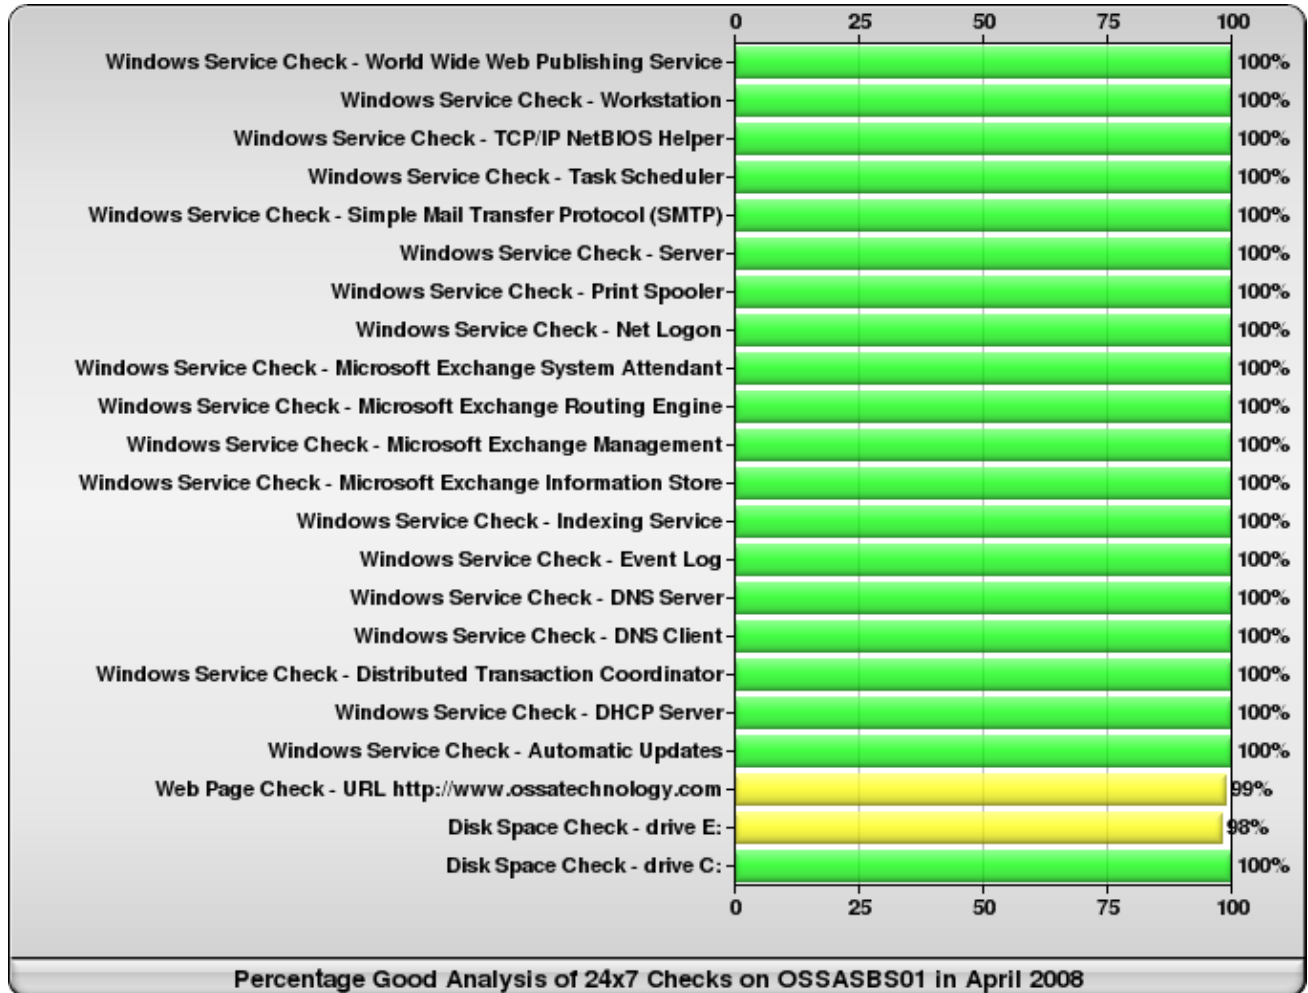 0 25 50 75 100
Windows Service Check - World Wide Web Publishing Service 100%
Windows Service Check - Workstation 100%
Windows Service Check - TCP/IP NetBIOS Helper 100%
Windows Service Check - Task Scheduler 100%
Windows Service Check - Simple Mail Transfer Protocol (SMTP) 100%
Windows Service Check - Server 100%
Windows Service Check - Print Spooler 100%
Windows Service Check - Net Logon 100%
Windows Service Check - Microsoft Exchange System Attendant 100%
Windows Service Check - Microsoft Exchange Routing Engine 100%
Windows Service Check - Microsoft Exchange Management 100%
Windows Service Check - Microsoft Exchange Information Store 100%
Windows Service Check - Indexing Service 100%
Windows Service Check - Event Log 100%
Windows Service Check - DNS Server 100%
Windows Service Check - DNS Client 100%
Windows Service Check - Distributed Transaction Coordinator 100%
Windows Service Check - DHCP Server 100%
Windows Service Check - Automatic Updates 100%
Web Page Check - URL http://www.ossatechnology.com 99%
Disk Space Check - drive E: 98%
Disk Space Check - drive C: 100%
0 25 50 75 100
Percentage Good Analysis of 24x7 Checks on OSSASBS01 in April 2008